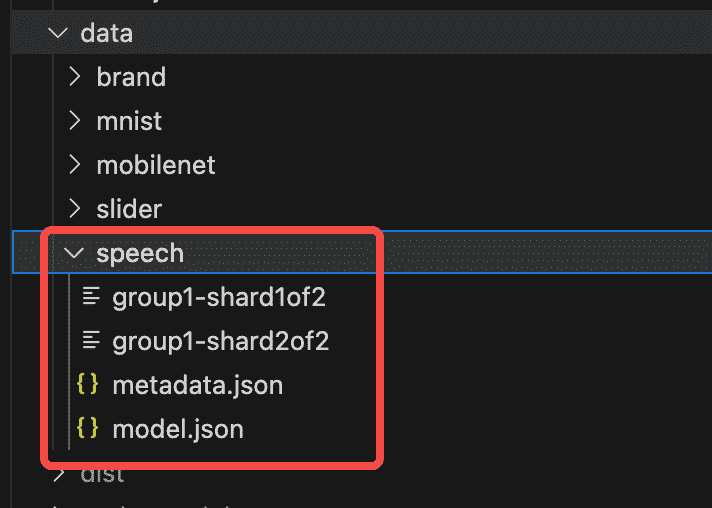 data
brand
mnist
mobilenet
slider
speech
group1-shard1of2
group1-shard2of2
{} metadata.json
{} model.json
dist